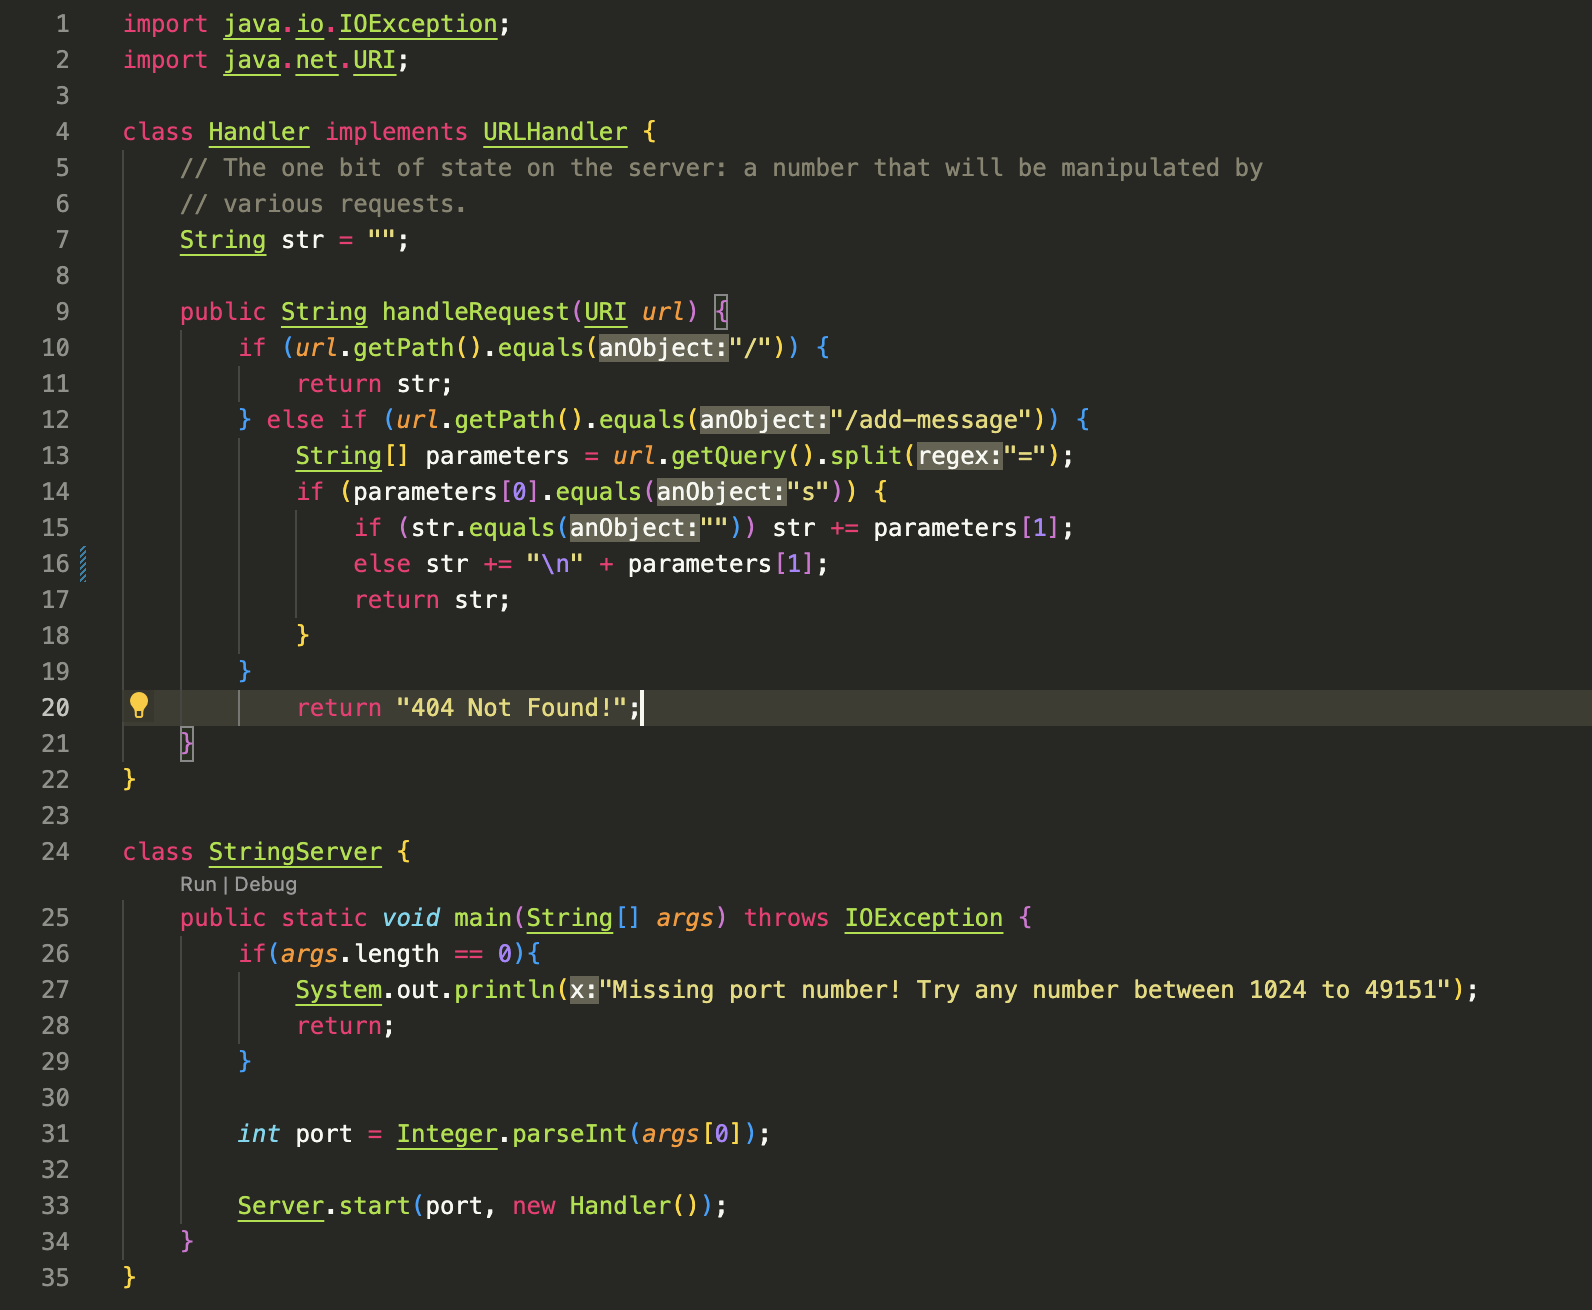 1 import java.io.IOException;
2 import java.net.URI;
3
4 class Handler implements URLHandler {
5 // The one bit of state on the server: a number that will be manipulated by
6 // various requests.
7 String str = "";
8
9 public String handleRequest(URI url) {
10 if (url.getPath().equals(anObject:"/")) {
11 return str;
12 } else if (url.getPath().equals(anObject:"/add-message")) {
13 String[] parameters = url.getQuery().split(regex:"=");
14 if (parameters[0].equals(anObject:"s")) {
15 if (str.equals(anObject:"")) str += parameters[1];
16 else str += "\n" + parameters[1];
17 return str;
18 }
19 }
20 return "404 Not Found!";
21 }
22 }
23
24 class StringServer {
Run | Debug
25 public static void main(String[] args) throws IOException {
26 if(args.length == 0){
27 System.out.println(x:"Missing port number! Try any number between 1024 to 49151");
28 return;
29 }
30
31 int port = Integer.parseInt(args[0]);
32
33 Server.start(port, new Handler());
34 }
35 }